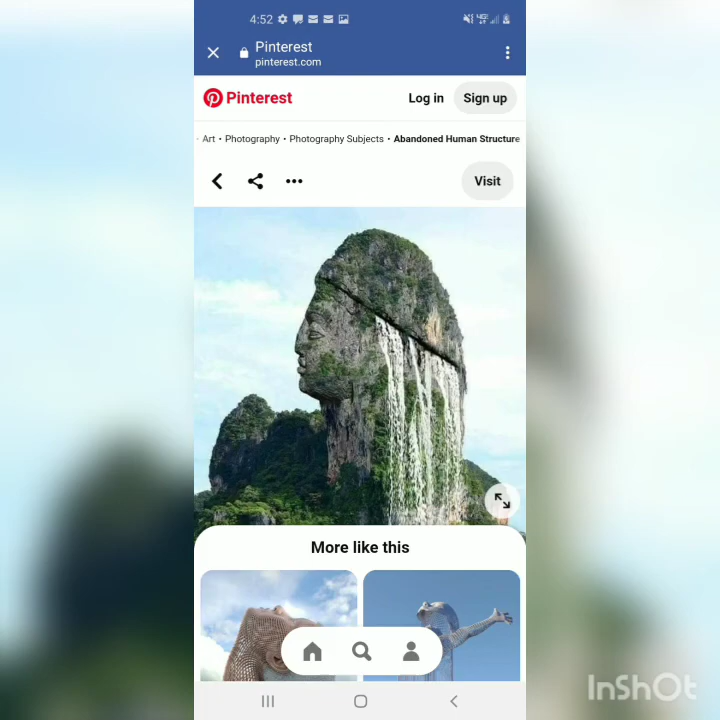 4:52
Pinterest
pinterest.com
Pinterest
Log in
Sign up
Art • Photography • Photography Subjects • Abandoned Human Structure
Visit
More like this
InShOt